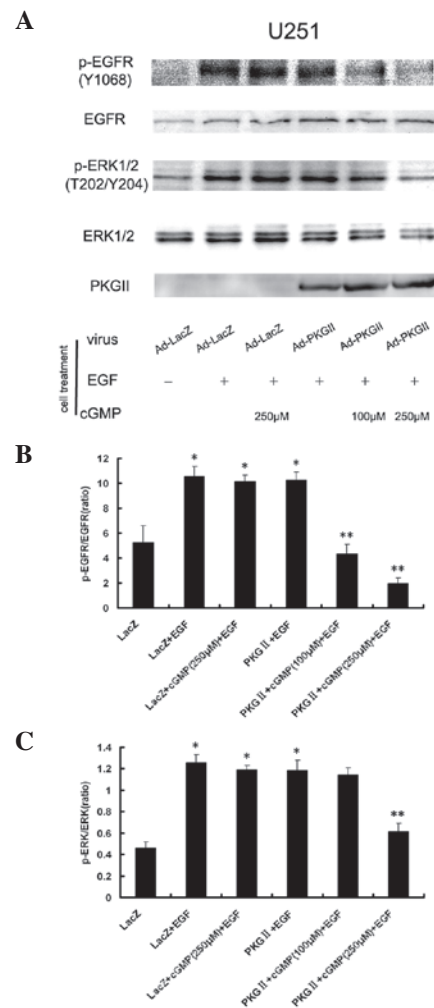 A
U251
p-EGFR
(Y1068)
EGFR
p-ERK1/2
(T202/Y204)
ERK1/2
PKGII
cell treatment
virus Ad-LacZ Ad-LacZ Ad-LacZ Ad-PKGII Ad-PKGII Ad-PKGII
EGF – + + + + +
cGMP 250μM 100μM 250μM
B
p-EGFR/EGFR(ratio)
12
10
8
6
4
2
0
* * * ** **
LacZ
LacZ+EGF
LacZ+cGMP(250μM)+EGF
PKG II +EGF
PKG II +cGMP(100μM)+EGF
PKG II +cGMP(250μM)+EGF
C
p-ERK/ERK(ratio)
1.4
1.2
1
0.8
0.6
0.4
0.2
0
* * * **
LacZ
LacZ+EGF
LacZ+cGMP(250μM)+EGF
PKG II +EGF
PKG II +cGMP(100μM)+EGF
PKG II +cGMP(250μM)+EGF